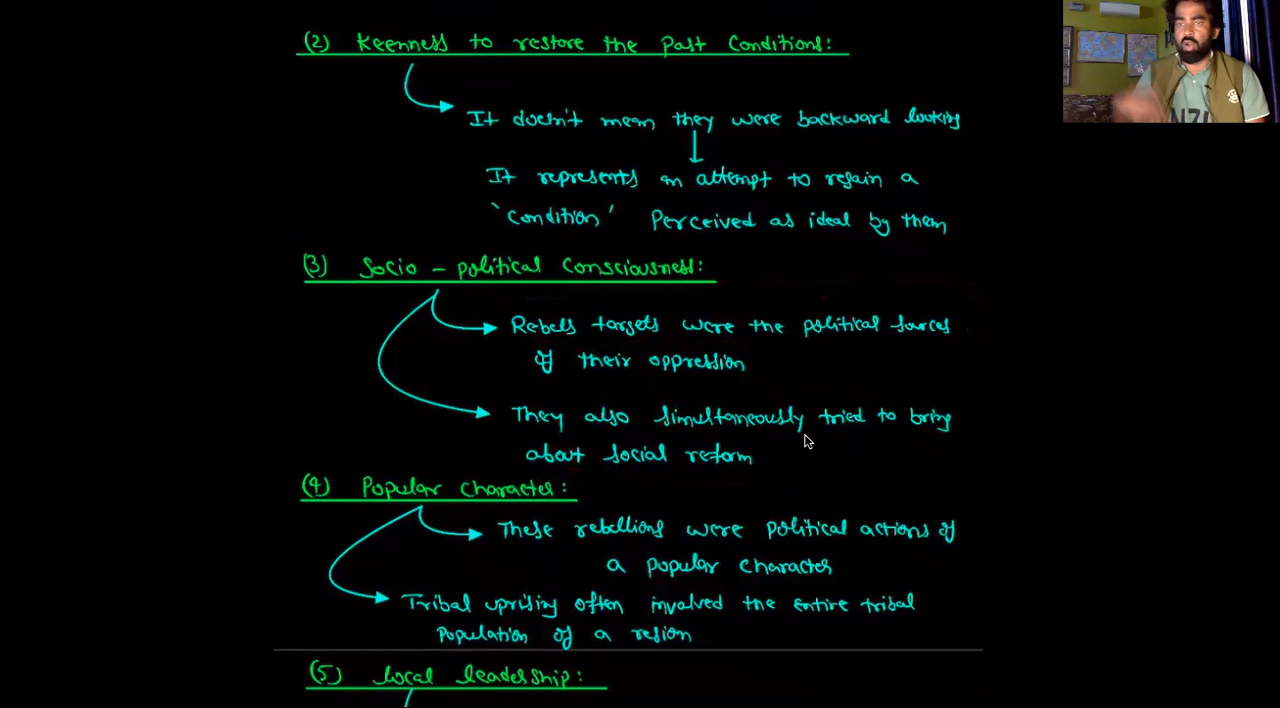 (2) Keenness to restore the Past Conditions:
It doesn't mean they were backward looking
It represents an attempt to regain a
'Condition' Perceived as ideal by them
(3) Socio - political Consciousness:
Rebels targets were the political sources
of their oppression
They also simultaneously tried to bring
about social reform
(4) Popular Character:
These rebellions were political actions of
a popular character
Tribal uprising often involved the entire tribal
Population of a region
(5) Local leadership:
NZ